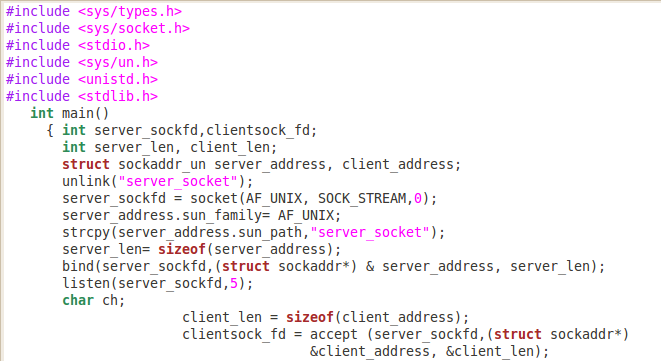 #include <sys/types.h>
#include <sys/socket.h>
#include <stdio.h>
#include <sys/un.h>
#include <unistd.h>
#include <stdlib.h>
int main()
{ int server_sockfd,clientsock_fd;
int server_len, client_len;
struct sockaddr_un server_address, client_address;
unlink("server_socket");
server_sockfd = socket(AF_UNIX, SOCK_STREAM,0);
server_address.sun_family= AF_UNIX;
strcpy(server_address.sun_path,"server_socket");
server_len= sizeof(server_address);
bind(server_sockfd,(struct sockaddr*) & server_address, server_len);
listen(server_sockfd,5);
char ch;
client_len = sizeof(client_address);
clientsock_fd = accept (server_sockfd,(struct sockaddr*)
&client_address, &client_len);